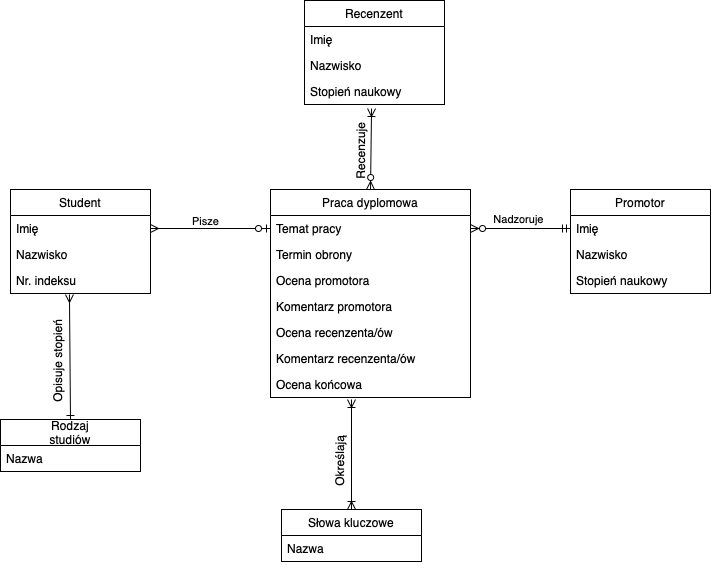 Recenzent
Imię
Nazwisko
Stopień naukowy
Recenzuje
Student
Imię
Nazwisko
Nr. indeksu
Pisze
Praca dyplomowa
Temat pracy
Termin obrony
Ocena promotora
Komentarz promotora
Ocena recenzenta/ów
Komentarz recenzenta/ów
Ocena końcowa
Nadzoruje
Promotor
Imię
Nazwisko
Stopień naukowy
Opisuje stopień
Rodzaj
studiów
Nazwa
Określają
Słowa kluczowe
Nazwa